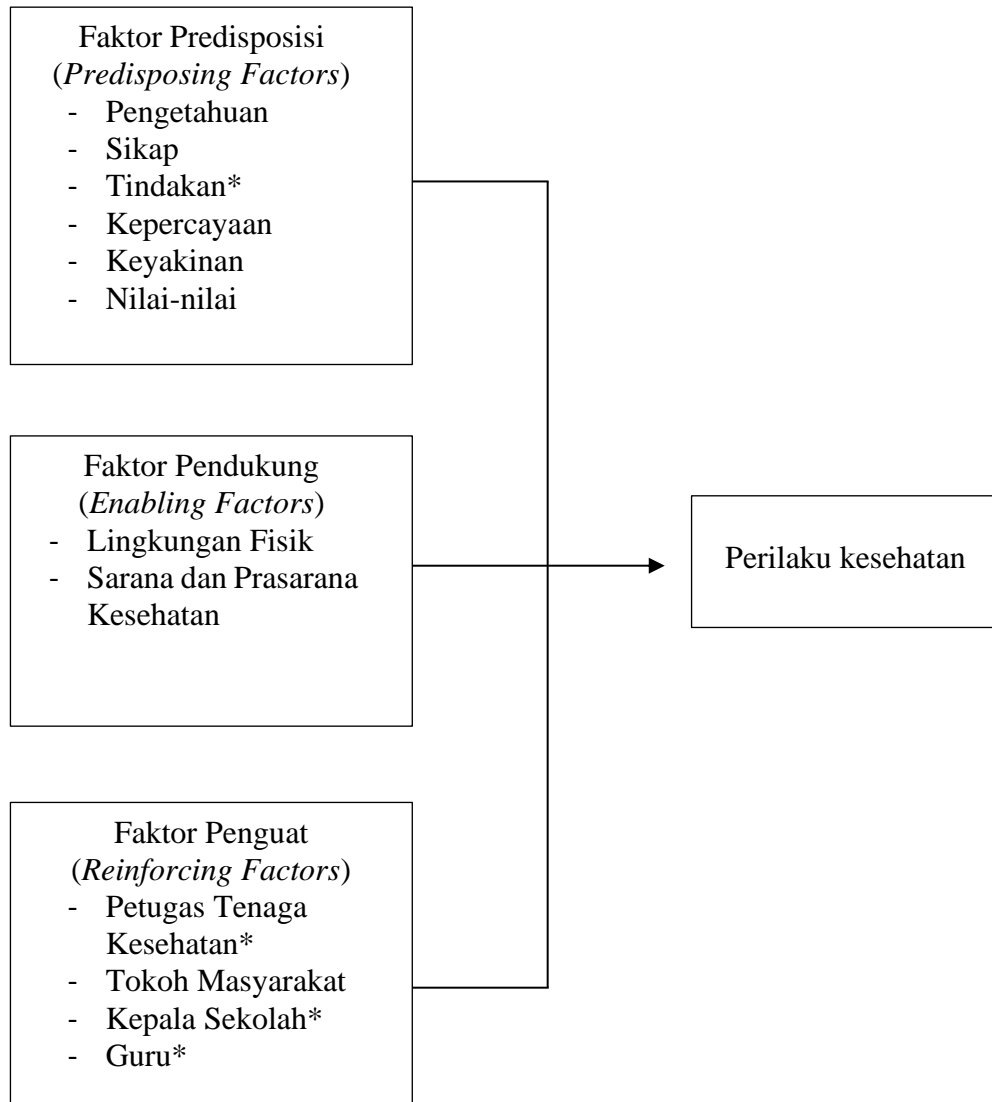 Faktor Predisposisi
(Predisposing Factors)
- Pengetahuan
- Sikap
- Tindakan*
- Kepercayaan
- Keyakinan
- Nilai-nilai
Faktor Pendukung
(Enabling Factors)
- Lingkungan Fisik
- Sarana dan Prasarana
Kesehatan
Perilaku kesehatan
Faktor Penguat
(Reinforcing Factors)
- Petugas Tenaga
Kesehatan*
- Tokoh Masyarakat
- Kepala Sekolah*
- Guru*